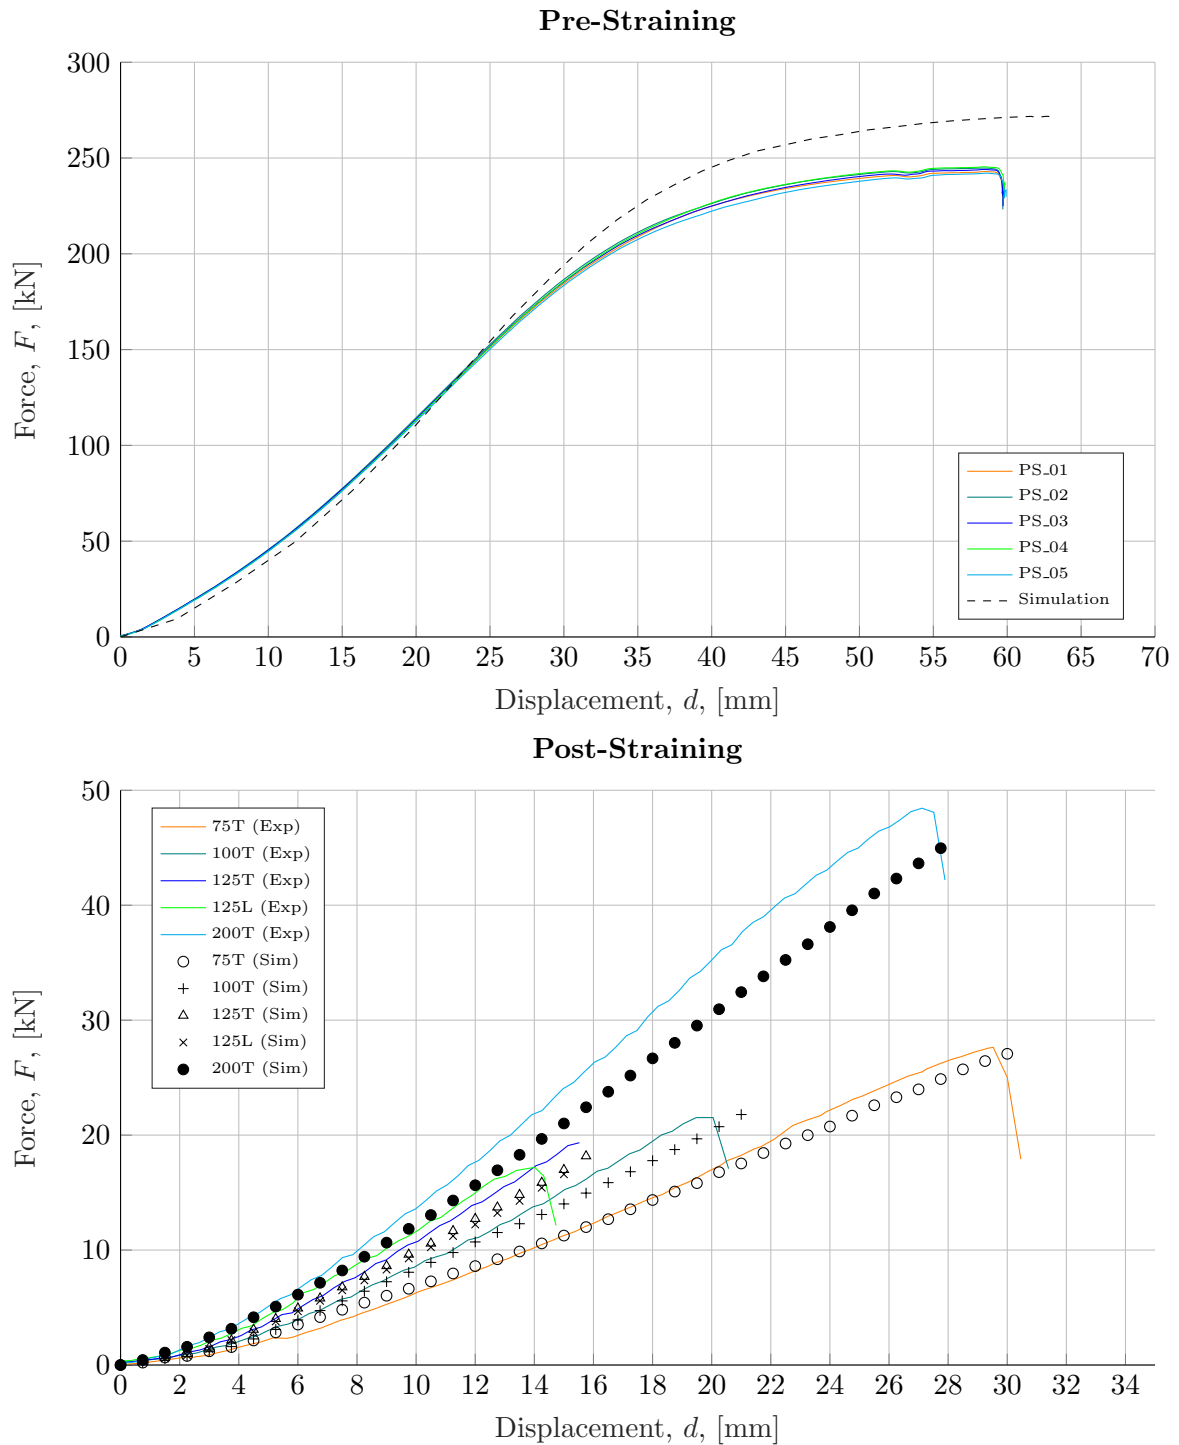 Pre-Straining
300
250
200
150
100
50
0
Force, F, [kN]
PS_01
PS_02
PS_03
PS_04
PS_05
Simulation
0 5 10 15 20 25 30 35 40 45 50 55 60 65 70
Displacement, d, [mm]
Post-Straining
50
40
30
20
10
0
Force, F, [kN]
75T (Exp)
100T (Exp)
125T (Exp)
125L (Exp)
200T (Exp)
75T (Sim)
100T (Sim)
125T (Sim)
125L (Sim)
200T (Sim)
0 2 4 6 8 10 12 14 16 18 20 22 24 26 28 30 32 34
Displacement, d, [mm]